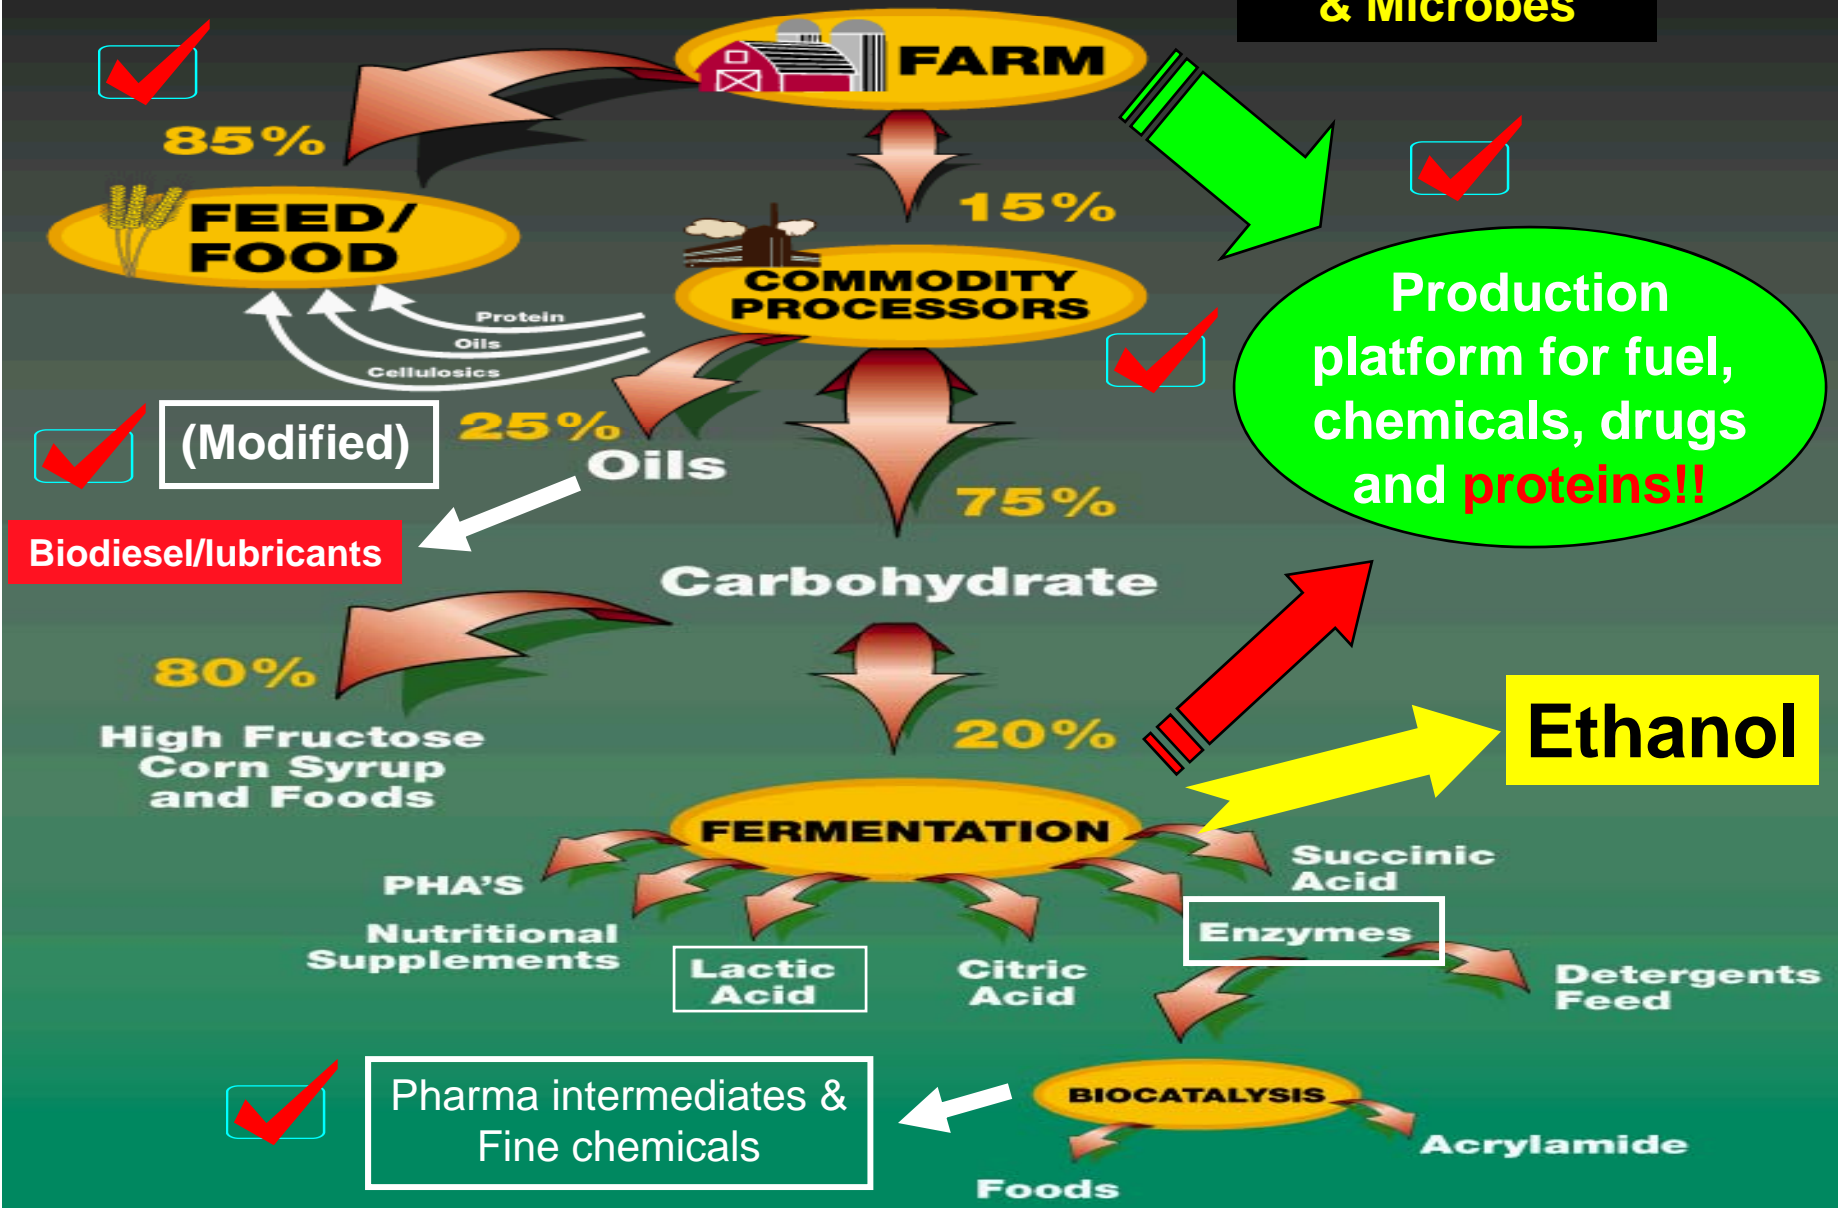 & Microbes
FARM
85%
15%
FEED/
FOOD
COMMODITY
PROCESSORS
Production
platform for fuel,
chemicals, drugs
and proteins!!
Protein
Oils
Cellulosics
(Modified)
25%
Oils
75%
Biodiesel/lubricants
Carbohydrate
80%
High Fructose
Corn Syrup
and Foods
20%
Ethanol
FERMENTATION
PHA'S
Nutritional
Supplements
Lactic
Acid
Citric
Acid
Succinic
Acid
Enzymes
Detergents
Feed
Pharma intermediates &
Fine chemicals
BIOCATALYSIS
Acrylamide
Foods